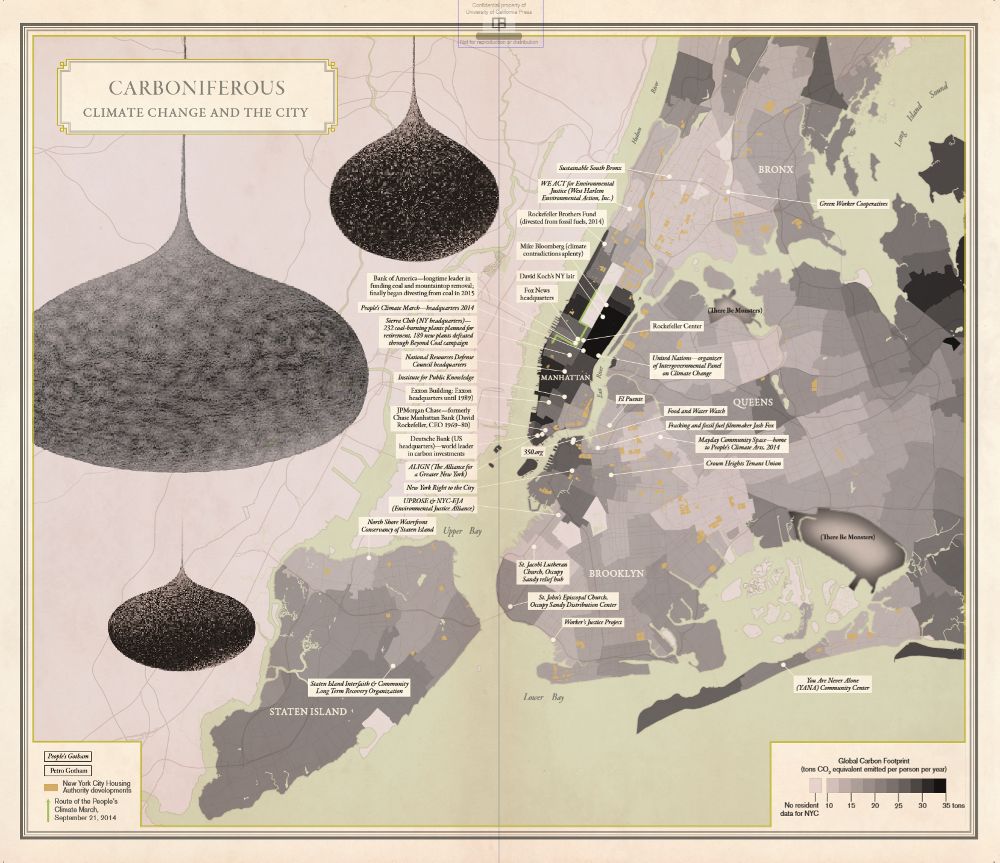 Confidential property of
University of California Press
Not for reproduction or distribution
CARBONIFEROUS
CLIMATE CHANGE AND THE CITY
River
Hudson
Long Island Sound
BRONX
Sustainable South Bronx
WE ACT for Environmental
Justice (West Harlem
Environmental Action, Inc.)
Green Worker Cooperatives
Rockefeller Brothers Fund
(divested from fossil fuels, 2014)
Mike Bloomberg (climate
contradictions aplenty)
David Koch's NY lair
Fox News
headquarters
Bank of America—longtime leader in
funding coal and mountaintop removal;
finally began divesting from coal in 2015
People's Climate March—headquarters 2014
Sierra Club (NY headquarters)—
232 coal-burning plants planned for
retirement, 189 new plants defeated
through Beyond Coal campaign
National Resources Defense
Council headquarters
Institute for Public Knowledge
Exxon Building: Exxon
headquarters until 1989)
JPMorgan Chase—formerly
Chase Manhattan Bank (David
Rockefeller, CEO 1969–80)
Deutsche Bank (US
headquarters)—world leader
in carbon investments
ALIGN (The Alliance for
a Greater New York)
New York Right to the City
UPROSE & NYC-EJA
(Environmental Justice Alliance)
North Shore Waterfront
Conservancy of Staten Island
Upper Bay
(There Be Monsters)
Rockefeller Center
United Nations—organizer
of Intergovernmental Panel
on Climate Change
MANHATTAN
East River
QUEENS
El Puente
Food and Water Watch
Fracking and fossil fuel filmmaker Josh Fox
Mayday Community Space—home
to People's Climate Arts, 2014
350.org
Crown Heights Tenant Union
(There Be Monsters)
St. Jacobi Lutheran
Church, Occupy
Sandy relief hub
BROOKLYN
St. John's Episcopal Church,
Occupy Sandy Distribution Center
Worker's Justice Project
You Are Never Alone
(YANA) Community Center
Staten Island Interfaith & Community
Long Term Recovery Organization
Lower Bay
STATEN ISLAND
People's Gotham
Petro Gotham
New York City Housing
Authority developments
Route of the People's
Climate March,
September 21, 2014
Global Carbon Footprint
(tons CO2 equivalent emitted per person per year)
No resident
data for NYC
10 15 20 25 30 35 tons